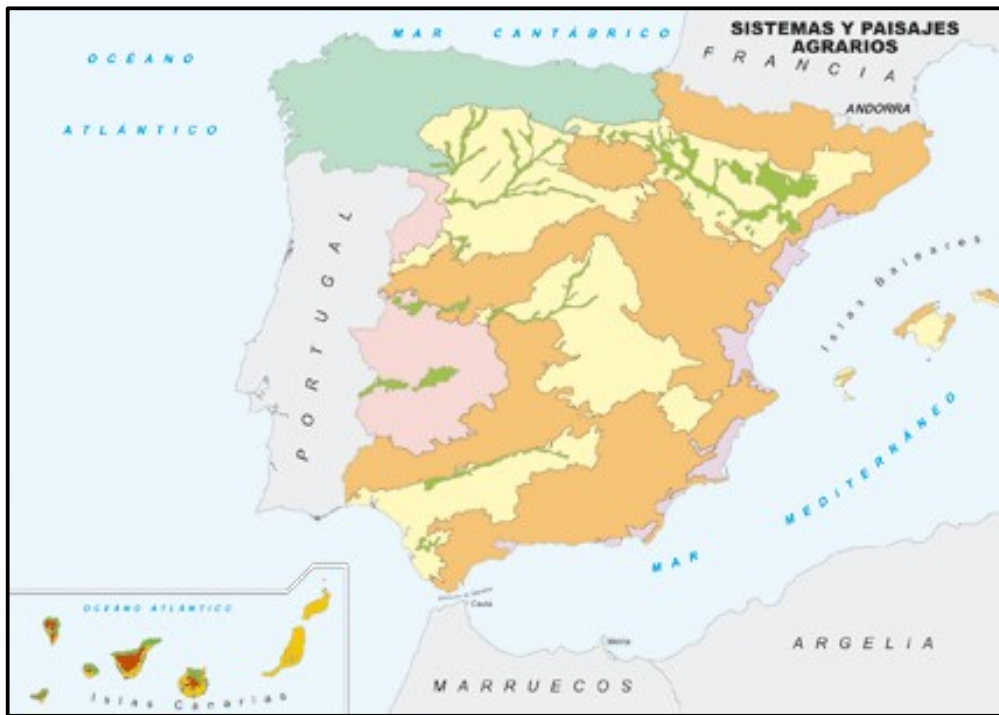 SISTEMAS Y PAISAJES
AGRARIOS
MAR CANTÁBRICO
OCÉANO
ATLÁNTICO
FRANCIA
ANDORRA
PORTUGAL
Islas Baleares
MAR MEDITERRÁNEO
Ceuta
Melilla
ARGELIA
MARRUECOS
OCÉANO ATLÁNTICO
Islas Canarias